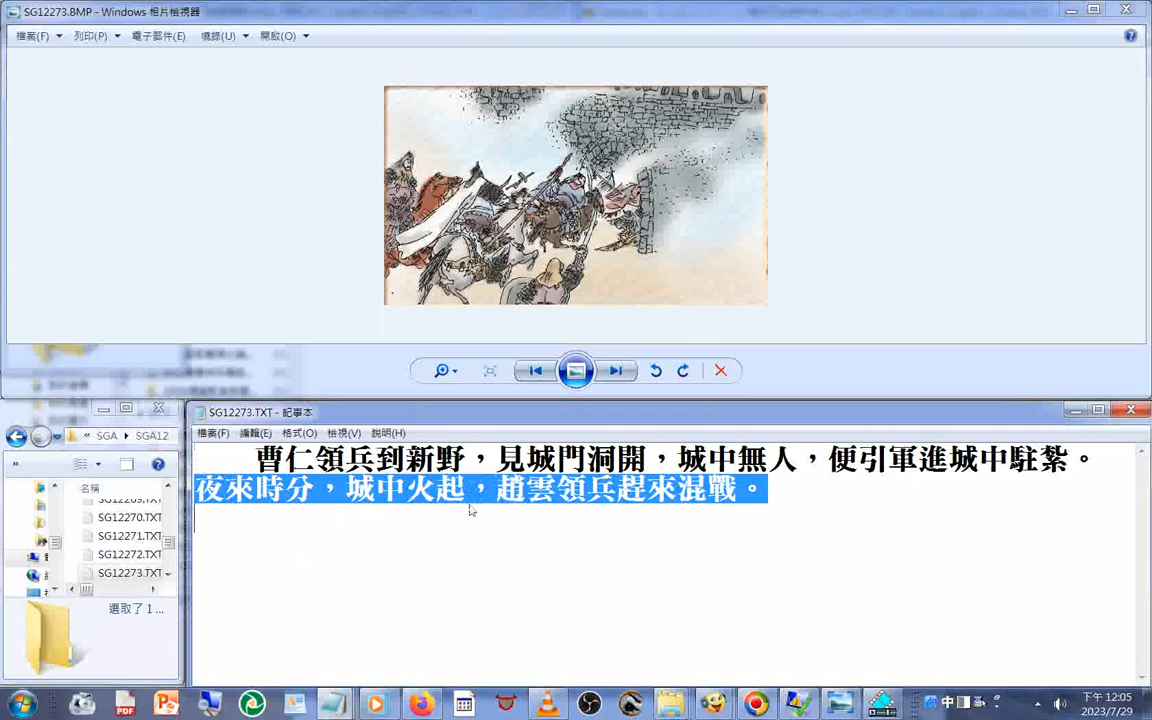 SG12273.BMP - Windows 相片檢視器
檔案(F) 列印(P) 電子郵件(E) 燒錄(U) 開啟(O)
SG12273.TXT - 記事本
« SGA ▸ SGA12
檔案(F) 編輯(E) 格式(O) 檢視(V) 說明(H)
曹仁領兵到新野，見城門洞開，城中無人，便引軍進城中駐紮。
夜來時分，城中火起，趙雲領兵趕來混戰。
»
名稱
SG12269.TXT
SG12270.TXT
SG12271.TXT
SG12272.TXT
SG12273.TXT
選取了 1 ...
PDF
中
下午 12:05
2023/7/29